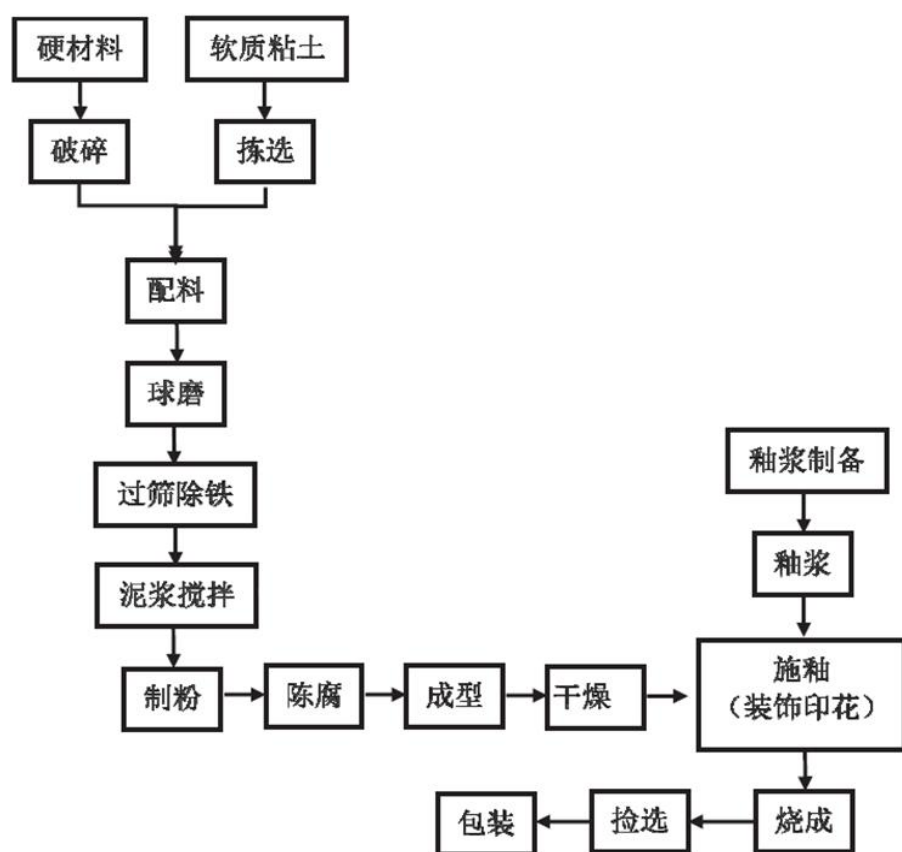 硬材料
软质粘土
破碎
拣选
配料
球磨
过筛除铁
泥浆搅拌
制粉
陈腐
成型
干燥
釉浆制备
釉浆
施釉
（装饰印花）
烧成
捡选
包装